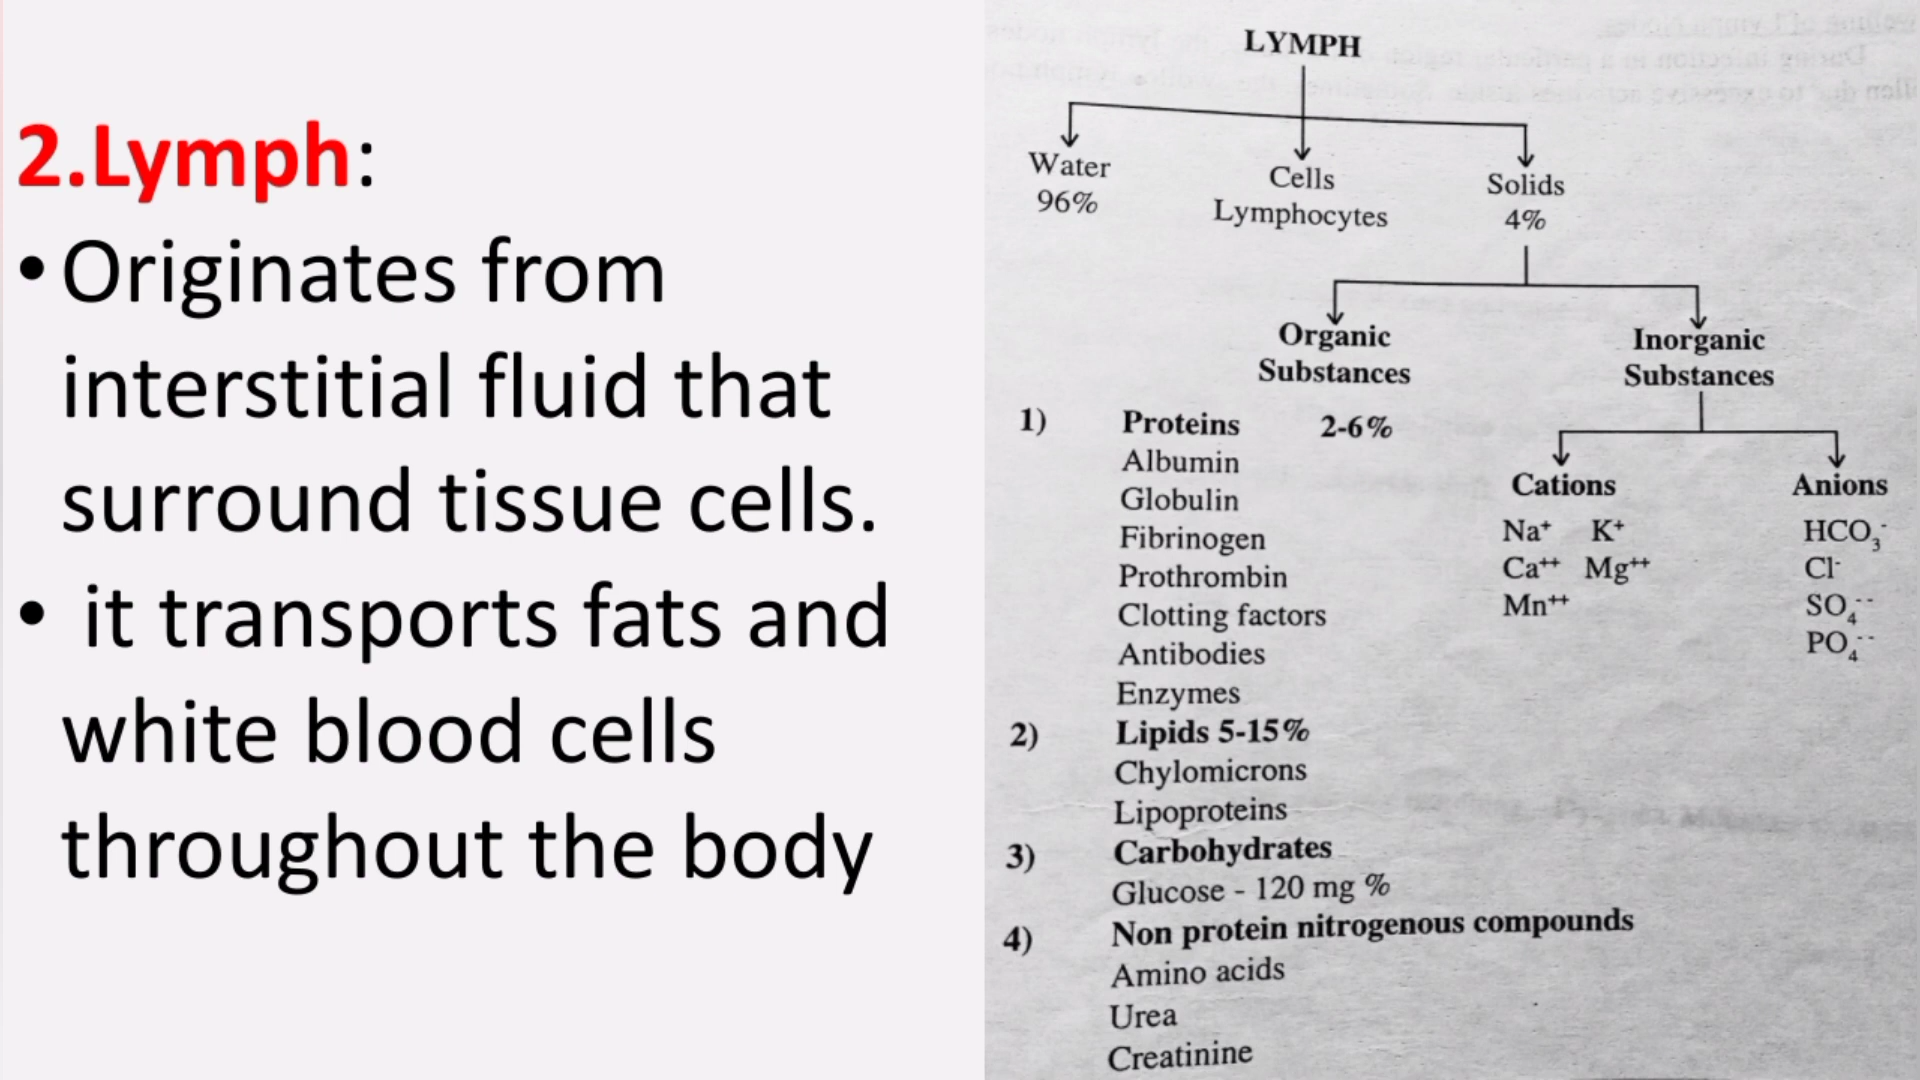 2.Lymph:
• Originates from
interstitial fluid that
surround tissue cells.
• it transports fats and
white blood cells
throughout the body
LYMPH
Water
96%
Cells
Lymphocytes
Solids
4%
Organic
Substances
Inorganic
Substances
1) Proteins 2-6%
Albumin
Globulin
Fibrinogen
Prothrombin
Clotting factors
Antibodies
Enzymes
2) Lipids 5-15%
Chylomicrons
Lipoproteins
3) Carbohydrates
Glucose - 120 mg %
4) Non protein nitrogenous compounds
Amino acids
Urea
Creatinine
Cations
Na⁺ K⁺
Ca⁺⁺ Mg⁺⁺
Mn⁺⁺
Anions
HCO₃⁻
Cl⁻
SO₄⁻⁻
PO₄⁻⁻